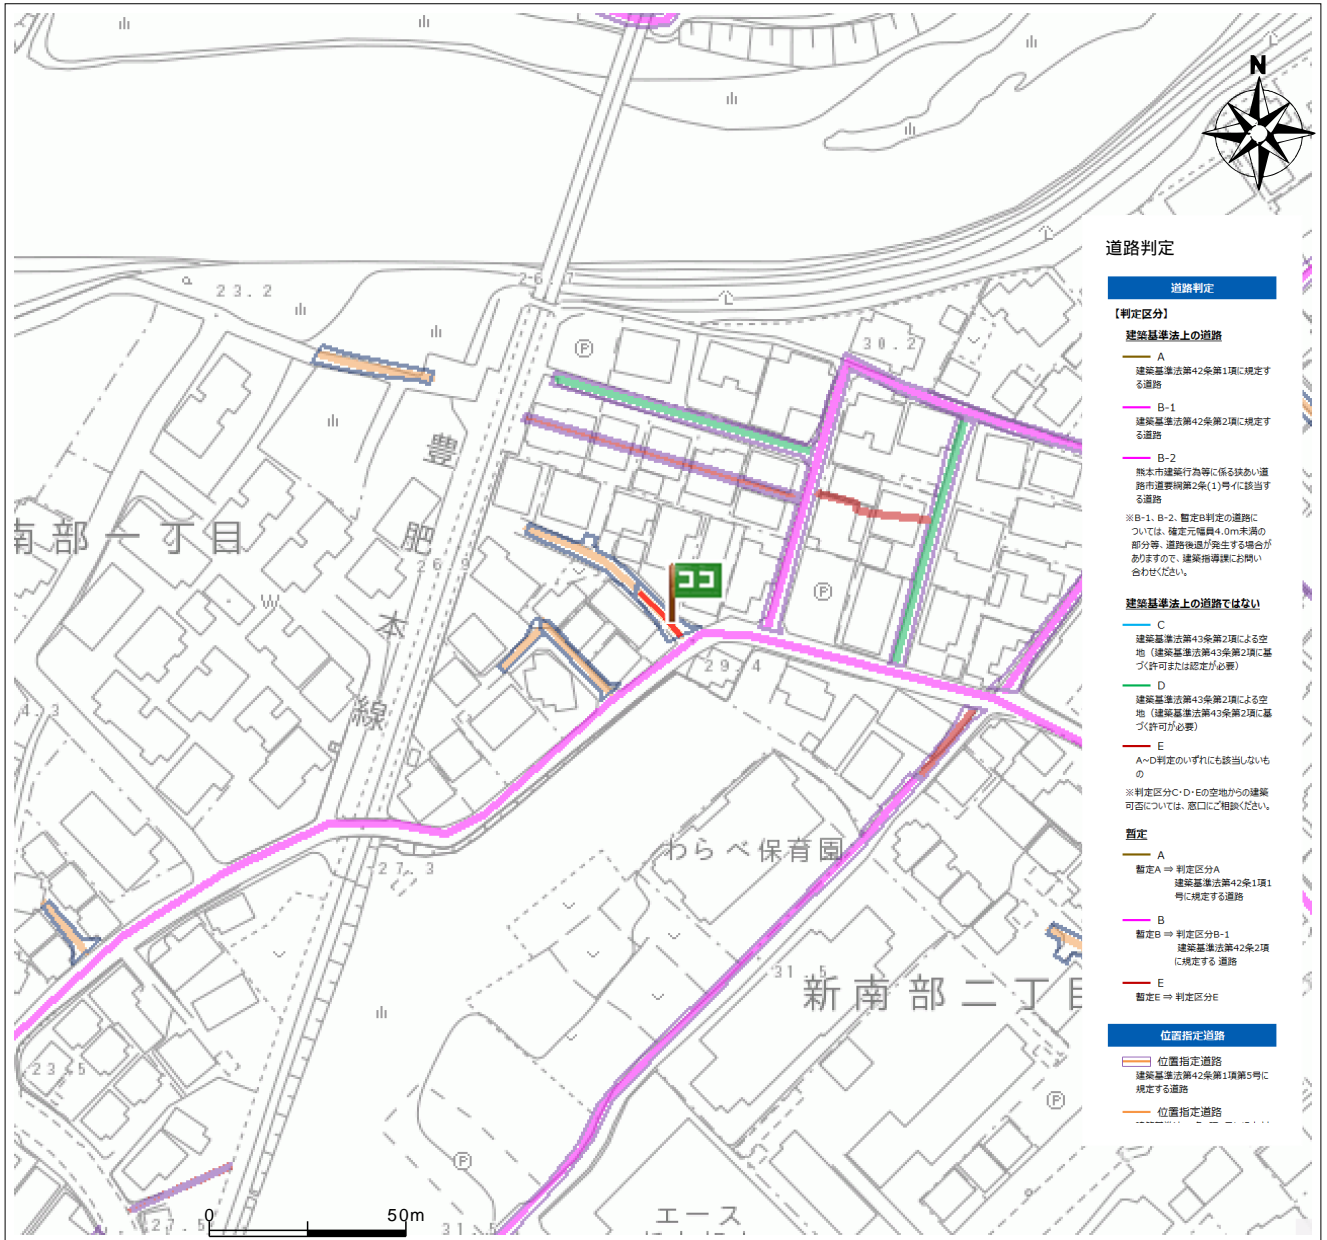 N
道路判定
道路判定
【判定区分】
建築基準法上の道路
A
建築基準法第42条第1項に規定す
る道路
B-1
建築基準法第42条第2項に規定す
る道路
B-2
熊本市建築行為等に係る狭あい道
路市道要綱第2条(1)号イに該当す
る道路
※B-1、B-2、暫定B判定の道路に
ついては、確定元幅員4.0m未満の
部分等、道路後退が発生する場合が
ありますので、建築指導課にお問い
合わせください。
建築基準法上の道路ではない
C
建築基準法第43条第2項による空
地（建築基準法第43条第2項に基
づく許可または認定が必要）
D
建築基準法第43条第2項による空
地（建築基準法第43条第2項に基
づく許可が必要）
E
A~D判定のいずれにも該当しないも
の
※判定区分C・D・Eの空地からの建築
可否については、窓口にご相談ください。
暫定
A
暫定A ⇒ 判定区分A
建築基準法第42条1項1
号に規定する道路
B
暫定B ⇒ 判定区分B-1
建築基準法第42条2項
に規定する 道路
E
暫定E ⇒ 判定区分E
位置指定道路
位置指定道路
建築基準法第42条第1項第5号に
規定する道路
位置指定道路
23.2
30.2
P
豊
肥
本
線
南部一丁目
26.9
ココ
P
29.4
4.3
わらべ保育園
27.3
31.5
新南部二丁目
23.5
P
P
27.5
0
50m
31.5
エース